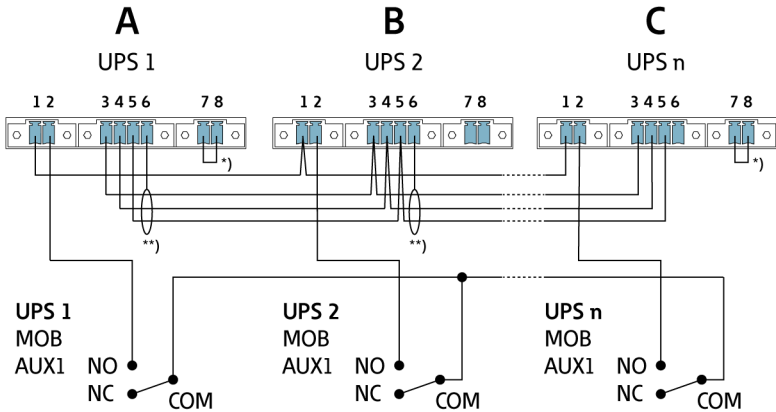 A B C
UPS 1 UPS 2 UPS n
1 2 3 4 5 6 7 8 1 2 3 4 5 6 7 8 1 2 3 4 5 6 7 8
*) *)
**) **)
UPS 1 UPS 2 UPS n
MOB MOB MOB
AUX1 NO AUX1 NO AUX1 NO
NC COM NC COM NC COM